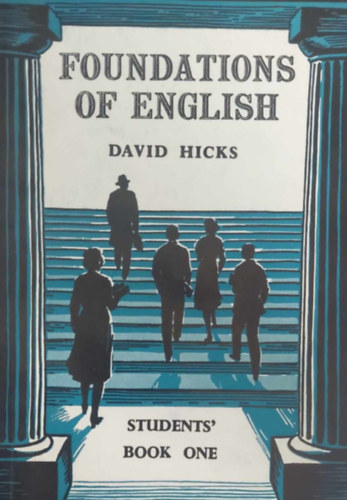 FOUNDATIONS
OF ENGLISH
DAVID HICKS
STUDENTS'
BOOK ONE